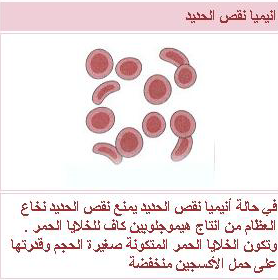 انيميا نقص الحديد
في حالة أنيميا نقص الحديد يمنع نقص الحديد نخاع
العظام من انتاج هيموجلوبين كاف للخلايا الحمر .
وتكون الخلايا الحمر المتكونة صغيرة الحجم وقدرتها
على حمل الأكسجين منخفضة